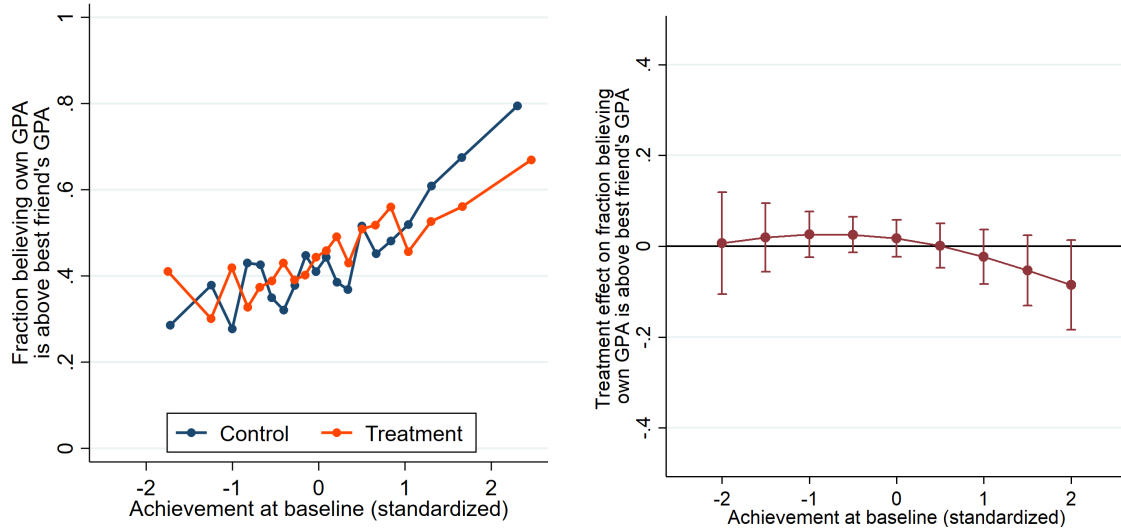 Fraction believing own GPA
is above best friend's GPA
1
.8
.6
.4
.2
0
Control
Treatment
-2 -1 0 1 2
Achievement at baseline (standardized)
Treatment effect on fraction believing
own GPA is above best friend's GPA
.4
.2
0
-.2
-.4
-2 -1 0 1 2
Achievement at baseline (standardized)